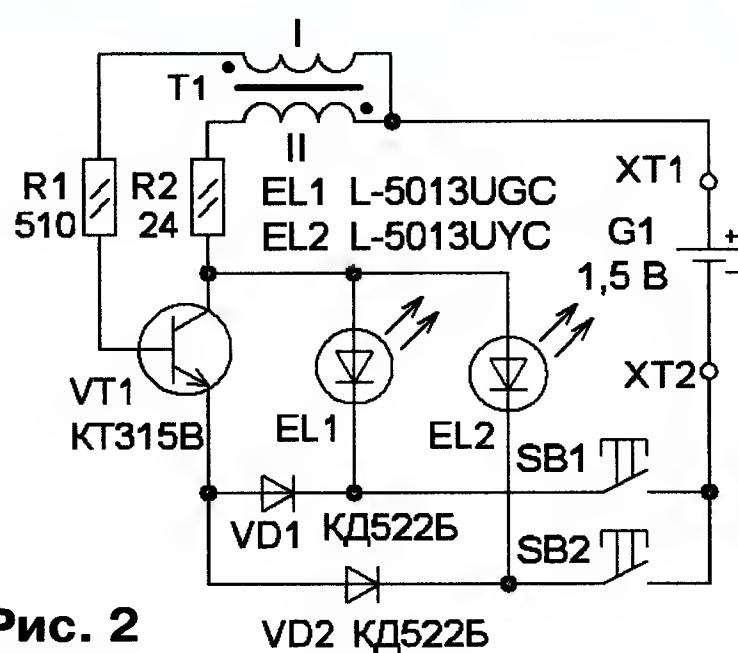 I
T1
II
R1
510
R2
24
EL1 L-5013UGC
EL2 L-5013UYC
XT1
G1
+
1,5 В
−
XT2
VT1
КТ315В
EL1
EL2
SB1
VD1 КД522Б
SB2
Рис. 2
VD2 КД522Б